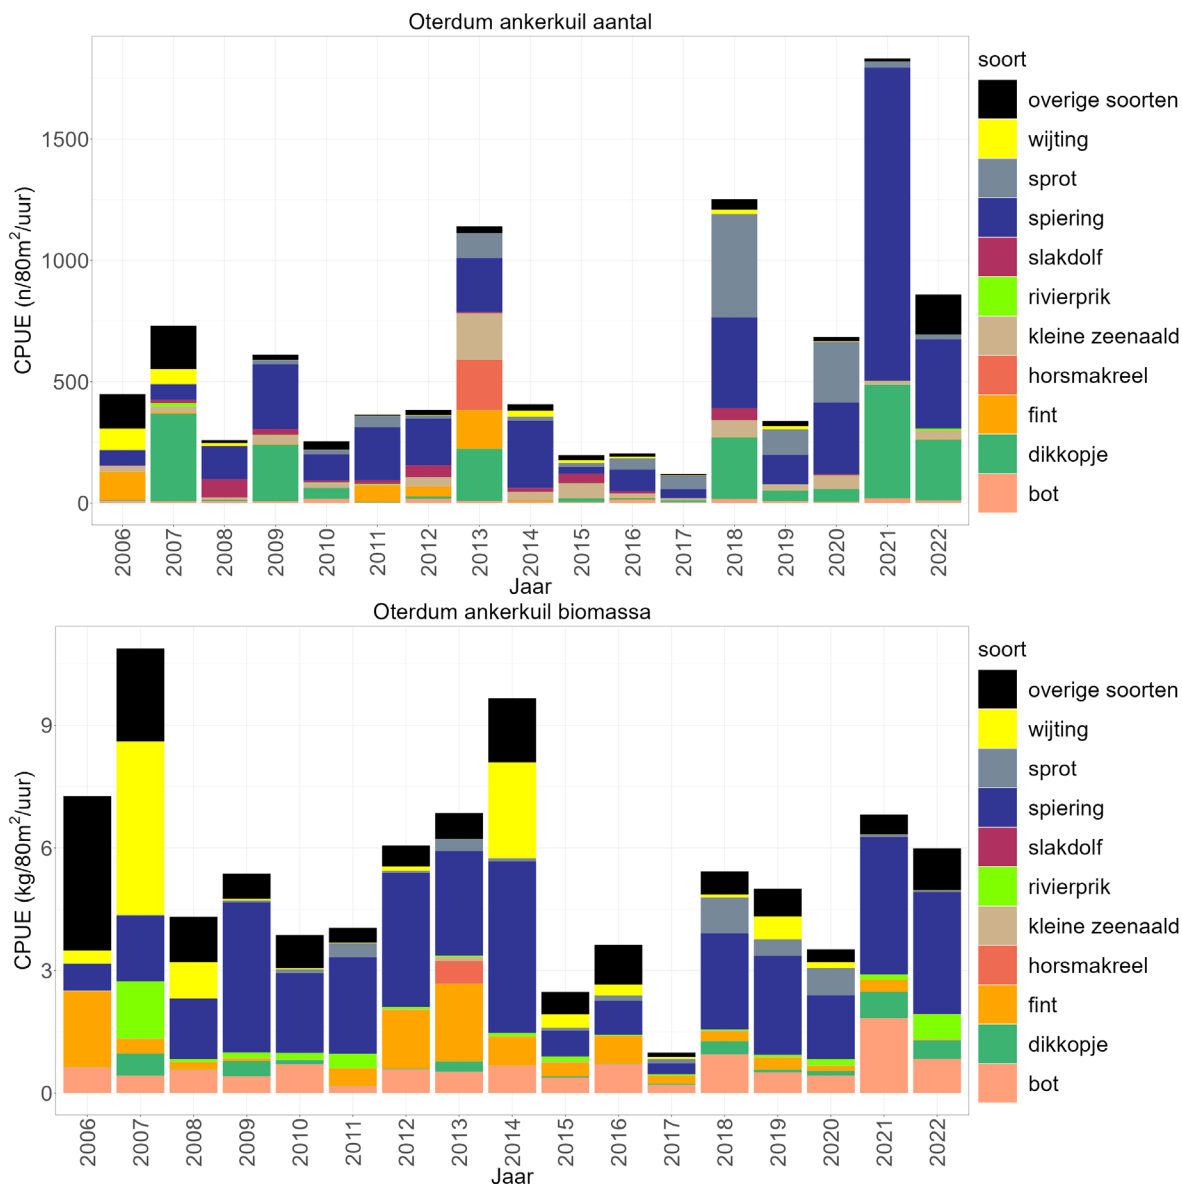 Oterdum ankerkuil aantal
CPUE (n/80m²/uur)
1500
1000
500
0
2006 2007 2008 2009 2010 2011 2012 2013 2014 2015 2016 2017 2018 2019 2020 2021 2022
Jaar
soort
overige soorten
wijting
sprot
spiering
slakdolf
rivierprik
kleine zeenaald
horsmakreel
fint
dikkopje
bot
Oterdum ankerkuil biomassa
CPUE (kg/80m²/uur)
9
6
3
0
2006 2007 2008 2009 2010 2011 2012 2013 2014 2015 2016 2017 2018 2019 2020 2021 2022
Jaar
soort
overige soorten
wijting
sprot
spiering
slakdolf
rivierprik
kleine zeenaald
horsmakreel
fint
dikkopje
bot